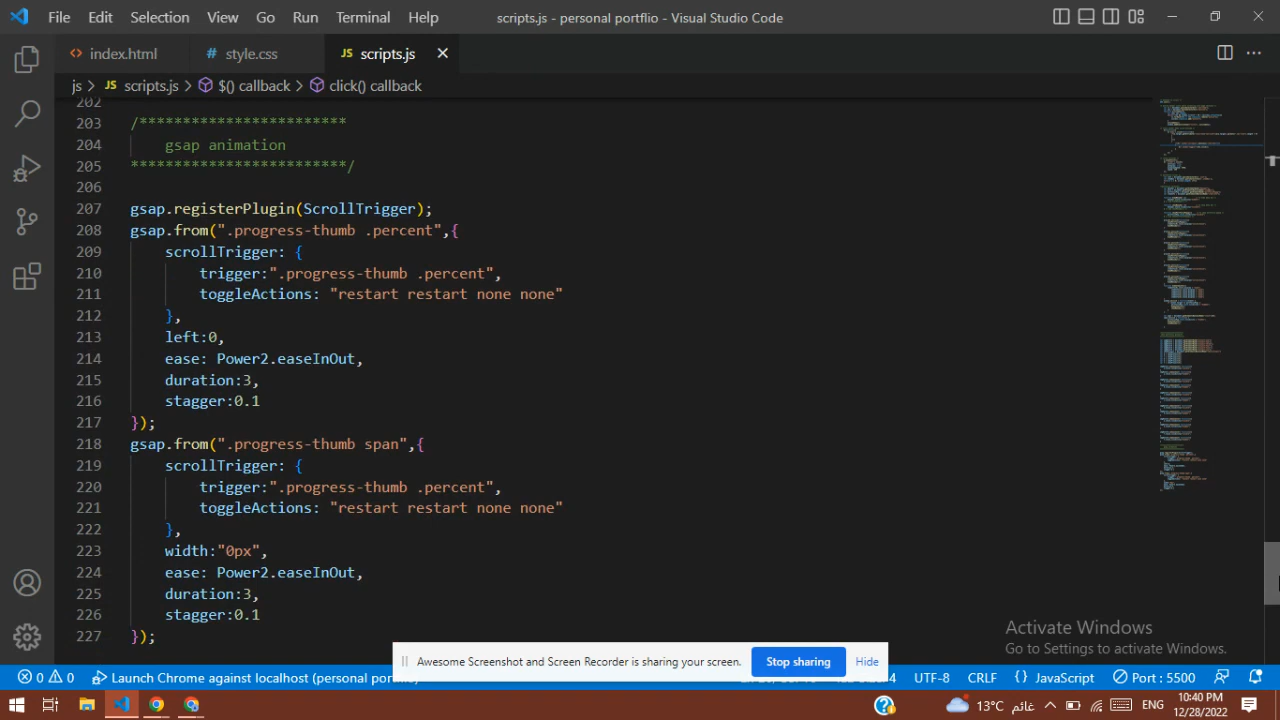 File Edit Selection View Go Run Terminal Help scripts.js - personal portflio - Visual Studio Code
index.html style.css JS scripts.js
js > JS scripts.js > $() callback > click() callback
202
203 /************************
204 gsap animation
205 *************************/
206
207 gsap.registerPlugin(ScrollTrigger);
208 gsap.from(".progress-thumb .percent",{
209 scrollTrigger: {
210 trigger:".progress-thumb .percent",
211 toggleActions: "restart restart none none"
212 },
213 left:0,
214 ease: Power2.easeInOut,
215 duration:3,
216 stagger:0.1
217 });
218 gsap.from(".progress-thumb span",{
219 scrollTrigger: {
220 trigger:".progress-thumb .percent",
221 toggleActions: "restart restart none none"
222 },
223 width:"0px",
224 ease: Power2.easeInOut,
225 duration:3,
226 stagger:0.1
227 });
Activate Windows
Go to Settings to activate Windows.
Awesome Screenshot and Screen Recorder is sharing your screen. Stop sharing Hide
0 0 Launch Chrome against localhost (personal UTF-8 CRLF {} JavaScript Port : 5500
13°C غائم ENG 10:40 PM
12/28/2022